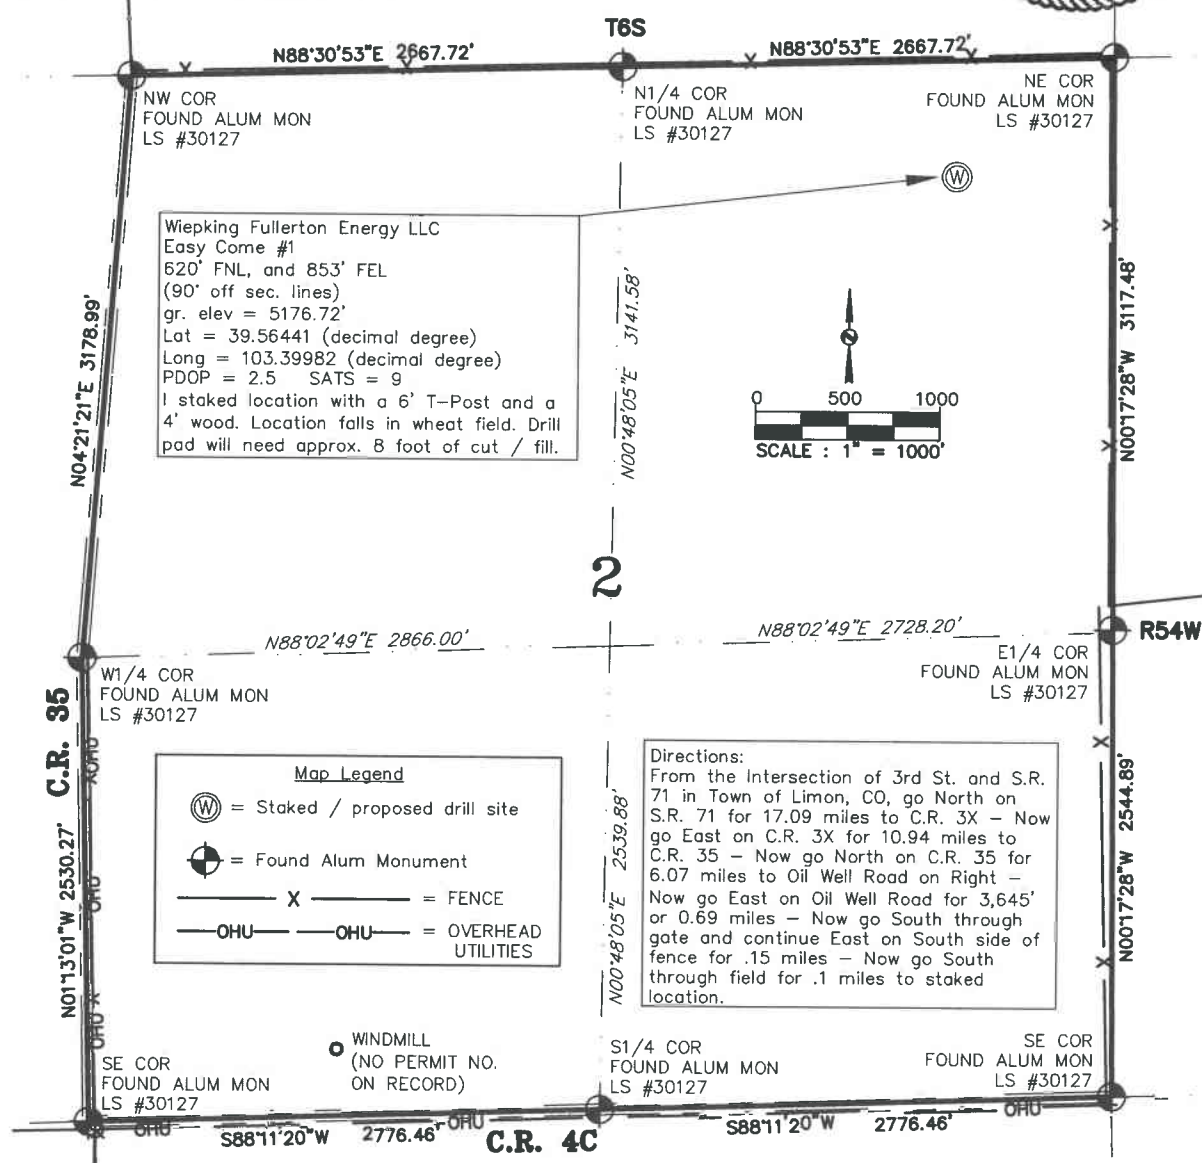 T6S
N88°30'53"E 2667.72'
N88°30'53"E 2667.72'
NW COR
FOUND ALUM MON
LS #30127
N1/4 COR
FOUND ALUM MON
LS #30127
NE COR
FOUND ALUM MON
LS #30127
W
Wiepking Fullerton Energy LLC
Easy Come #1
620' FNL, and 853' FEL
(90° off sec. lines)
gr. elev = 5176.72'
Lat = 39.56441 (decimal degree)
Long = 103.39982 (decimal degree)
PDOP = 2.5 SATS = 9
I staked location with a 6' T-Post and a
4' wood. Location falls in wheat field. Drill
pad will need approx. 8 foot of cut / fill.
N04°21'21"E 3178.99'
N00°48'05"E 3141.58'
N00°17'28"W 3117.48'
N
0 500 1000
SCALE : 1" = 1000'
2
N88°02'49"E 2866.00'
N88°02'49"E 2728.20'
R54W
W1/4 COR
FOUND ALUM MON
LS #30127
E1/4 COR
FOUND ALUM MON
LS #30127
C.R. 35
N01°13'01"W 2530.27'
OHU
OHU
OHU
Map Legend
W = Staked / proposed drill site
= Found Alum Monument
X = FENCE
OHU OHU = OVERHEAD
UTILITIES
N00°48'05"E 2539.88'
Directions:
From the Intersection of 3rd St. and S.R.
71 in Town of Limon, CO, go North on
S.R. 71 for 17.09 miles to C.R. 3X - Now
go East on C.R. 3X for 10.94 miles to
C.R. 35 - Now go North on C.R. 35 for
6.07 miles to Oil Well Road on Right -
Now go East on Oil Well Road for 3,645'
or 0.69 miles - Now go South through
gate and continue East on South side of
fence for .15 miles - Now go South
through field for .1 miles to staked
location.
N00°17'28"W 2544.89'
WINDMILL
(NO PERMIT NO.
ON RECORD)
SE COR
FOUND ALUM MON
LS #30127
S1/4 COR
FOUND ALUM MON
LS #30127
SE COR
FOUND ALUM MON
LS #30127
OHU
S88°11'20"W 2776.46'
OHU
C.R. 4C
S88°11'20"W 2776.46'
OHU